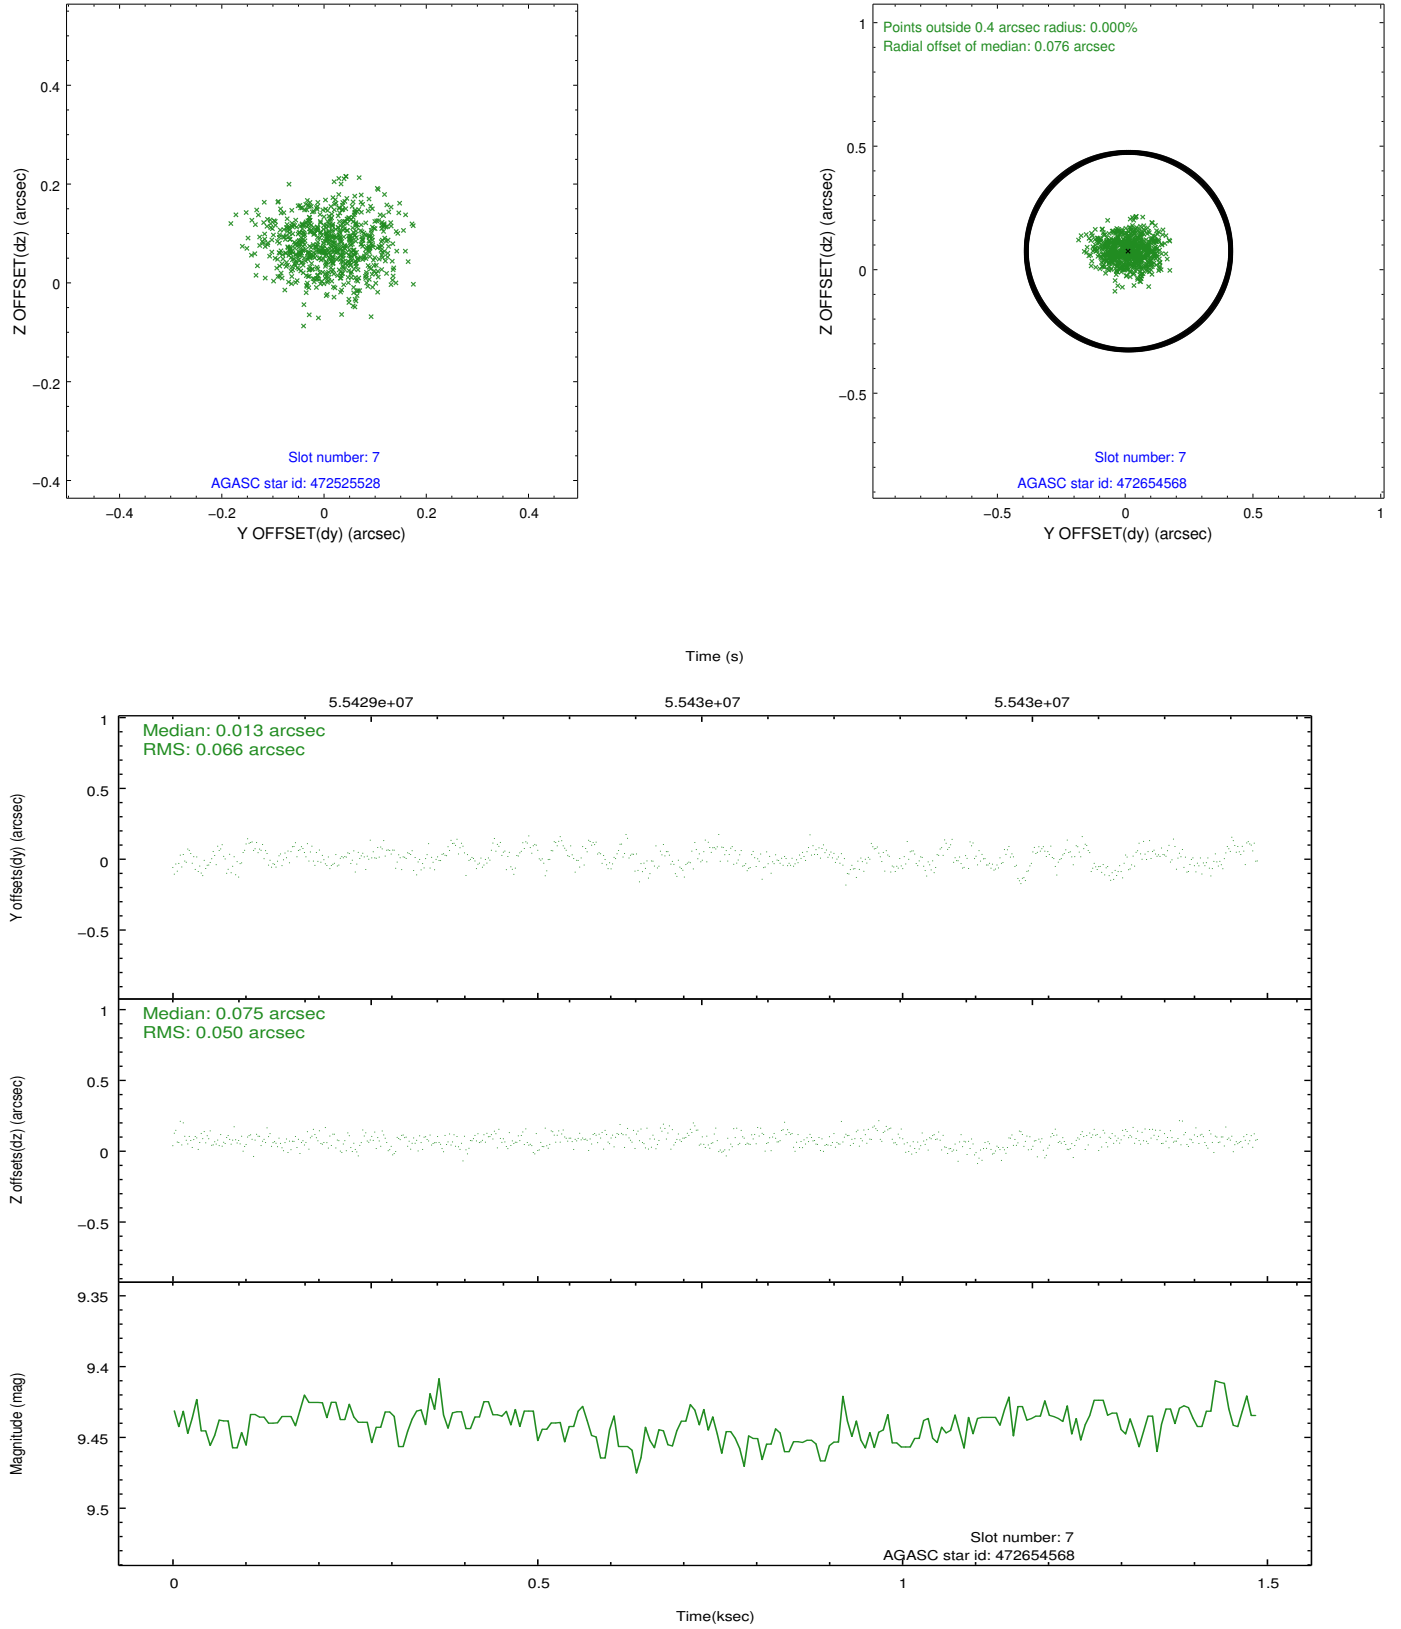 0.4
0.2
0
−0.2
−0.4
Z OFFSET(dz) (arcsec)
Slot number: 7
AGASC star id: 472525528
−0.4
−0.2
0
0.2
0.4
Y OFFSET(dy) (arcsec)
Points outside 0.4 arcsec radius: 0.000%
Radial offset of median: 0.076 arcsec
1
0.5
0
−0.5
Z OFFSET(dz) (arcsec)
Slot number: 7
AGASC star id: 472654568
−0.5
0
0.5
1
Y OFFSET(dy) (arcsec)
Time (s)
5.5429e+07
5.543e+07
5.543e+07
Median: 0.013 arcsec
RMS: 0.066 arcsec
1
0.5
0
−0.5
Y offsets(dy) (arcsec)
Median: 0.075 arcsec
RMS: 0.050 arcsec
1
0.5
0
−0.5
Z offsets(dz) (arcsec)
9.35
9.4
9.45
9.5
Magnitude (mag)
Slot number: 7
AGASC star id: 472654568
0
0.5
1
1.5
Time(ksec)